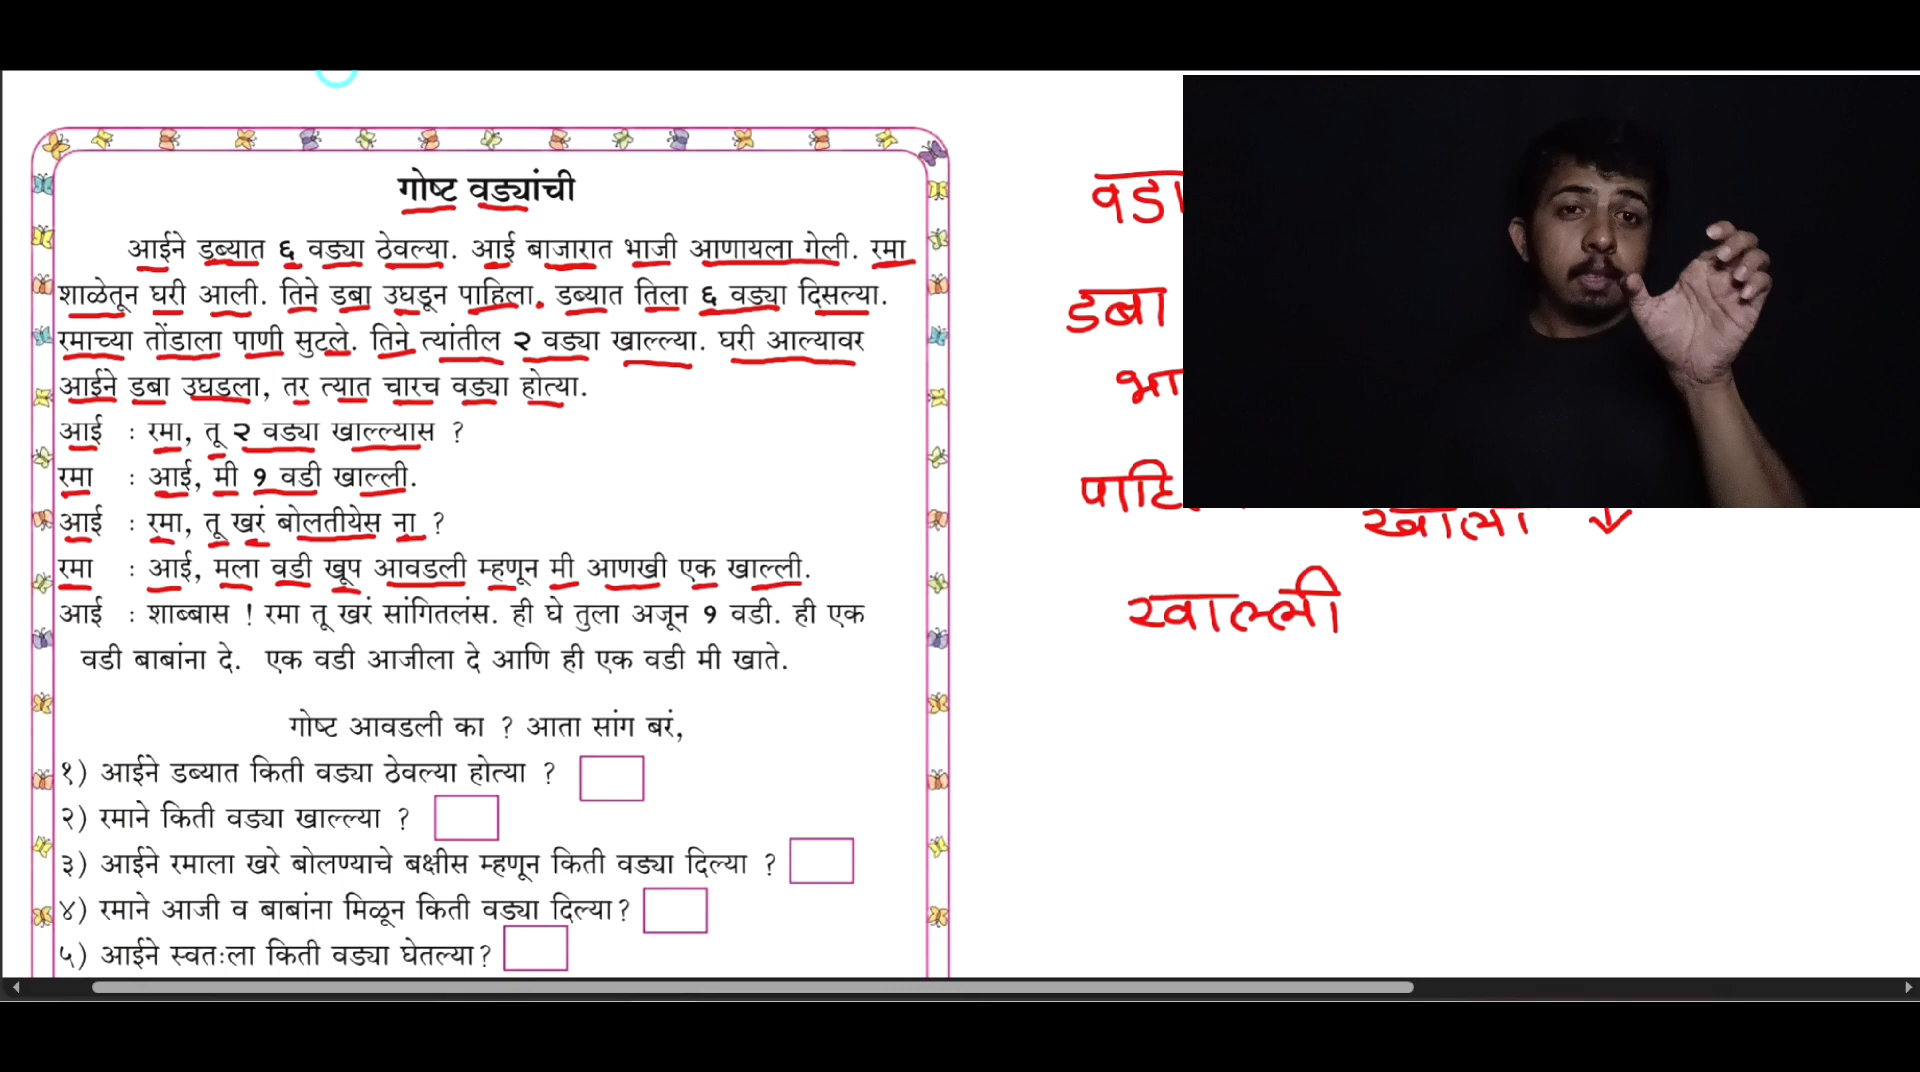 गोष्ट वड्यांची
आईने डब्यात ६ वड्या ठेवल्या. आई बाजारात भाजी आणायला गेली. रमा
शाळेतून घरी आली. तिने डबा उघडून पाहिला. डब्यात तिला ६ वड्या दिसल्या.
रमाच्या तोंडाला पाणी सुटले. तिने त्यांतील २ वड्या खाल्ल्या. घरी आल्यावर
आईने डबा उघडला, तर त्यात चारच वड्या होत्या.
आई : रमा, तू २ वड्या खाल्ल्यास ?
रमा : आई, मी १ वडी खाल्ली.
आई : रमा, तू खरं बोलतीयेस ना ?
रमा : आई, मला वडी खूप आवडली म्हणून मी आणखी एक खाल्ली.
आई : शाब्बास ! रमा तू खरं सांगितलंस. ही घे तुला अजून १ वडी. ही एक
वडी बाबांना दे. एक वडी आजीला दे आणि ही एक वडी मी खाते.
गोष्ट आवडली का ? आता सांग बरं,
१) आईने डब्यात किती वड्या ठेवल्या होत्या ?
२) रमाने किती वड्या खाल्ल्या ?
३) आईने रमाला खरे बोलण्याचे बक्षीस म्हणून किती वड्या दिल्या ?
४) रमाने आजी व बाबांना मिळून किती वड्या दिल्या?
५) आईने स्वतःला किती वड्या घेतल्या?
वडा
डबा
भा
पाहि
खाल्ली